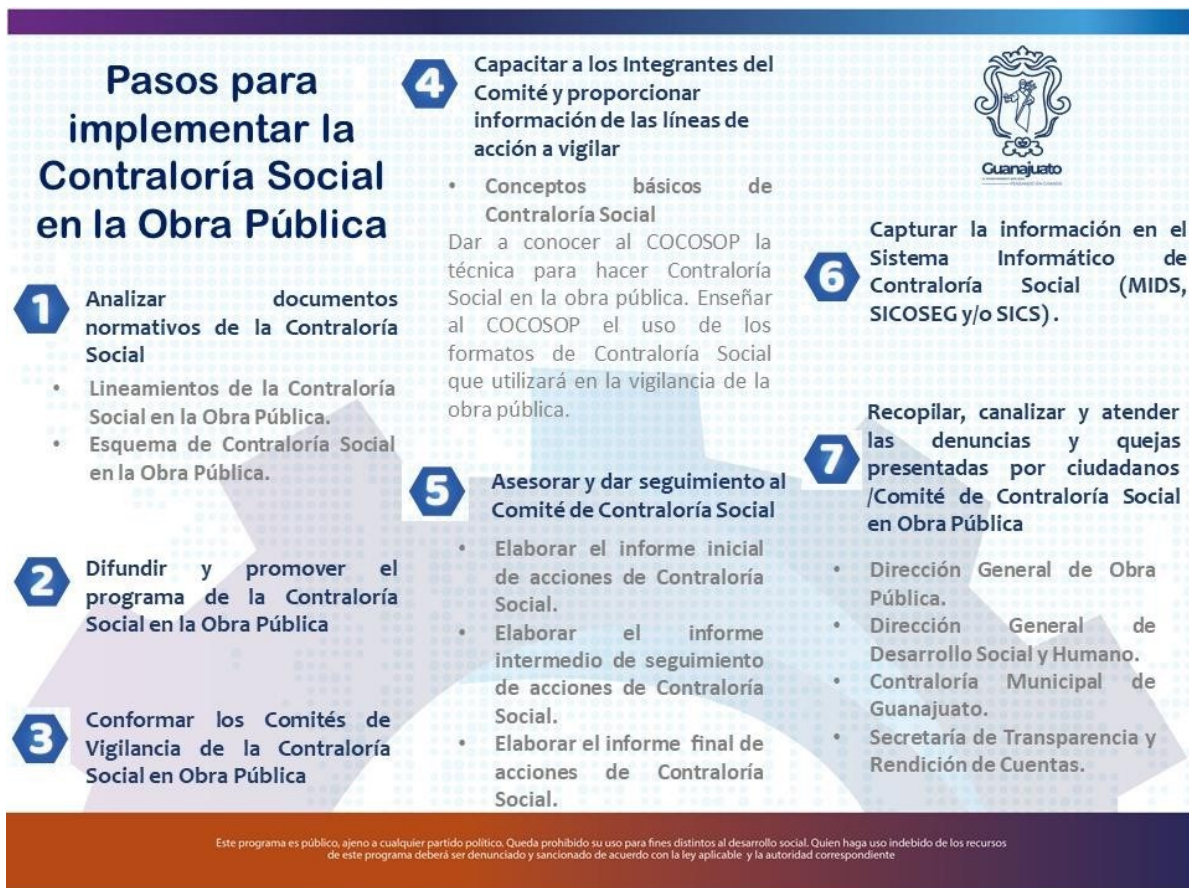 Pasos para
implementar la
Contraloría Social
en la Obra Pública
1
Analizar documentos
normativos de la Contraloría
Social
• Lineamientos de la Contraloría
Social en la Obra Pública.
• Esquema de Contraloría Social
en la Obra Pública.
2
Difundir y promover el
programa de la Contraloría
Social en la Obra Pública
3
Conformar los Comités de
Vigilancia de la Contraloría
Social en Obra Pública
4
Capacitar a los Integrantes del
Comité y proporcionar
información de las líneas de
acción a vigilar
• Conceptos básicos de
Contraloría Social
Dar a conocer al COCOSOP la
técnica para hacer Contraloría
Social en la obra pública. Enseñar
al COCOSOP el uso de los
formatos de Contraloría Social
que utilizará en la vigilancia de la
obra pública.
5
Asesorar y dar seguimiento al
Comité de Contraloría Social
• Elaborar el informe inicial
de acciones de Contraloría
Social.
• Elaborar el informe
intermedio de seguimiento
de acciones de Contraloría
Social.
• Elaborar el informe final de
acciones de Contraloría
Social.
Guanajuato
6
Capturar la información en el
Sistema Informático de
Contraloría Social (MIDS,
SICOSEG y/o SICS) .
7
Recopilar, canalizar y atender
las denuncias y quejas
presentadas por ciudadanos
/Comité de Contraloría Social
en Obra Pública
• Dirección General de Obra
Pública.
• Dirección General de
Desarrollo Social y Humano.
• Contraloría Municipal de
Guanajuato.
• Secretaría de Transparencia y
Rendición de Cuentas.
Este programa es público, ajeno a cualquier partido político. Queda prohibido su uso para fines distintos al desarrollo social. Quien haga uso indebido de los recursos
de este programa deberá ser denunciado y sancionado de acuerdo con la ley aplicable y la autoridad correspondiente